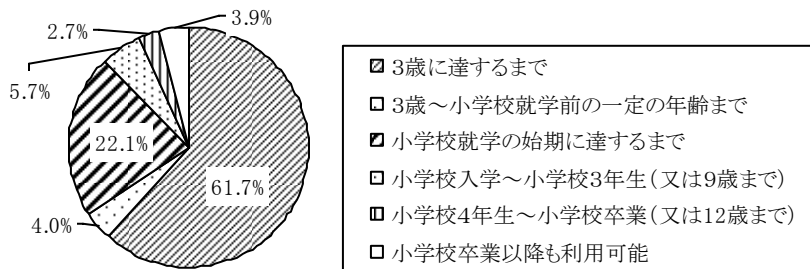 3.9%
2.7%
5.7%
22.1%
61.7%
4.0%
3歳に達するまで
3歳～小学校就学前の一定の年齢まで
小学校就学の始期に達するまで
小学校入学～小学校3年生(又は9歳まで)
小学校4年生～小学校卒業(又は12歳まで)
小学校卒業以降も利用可能